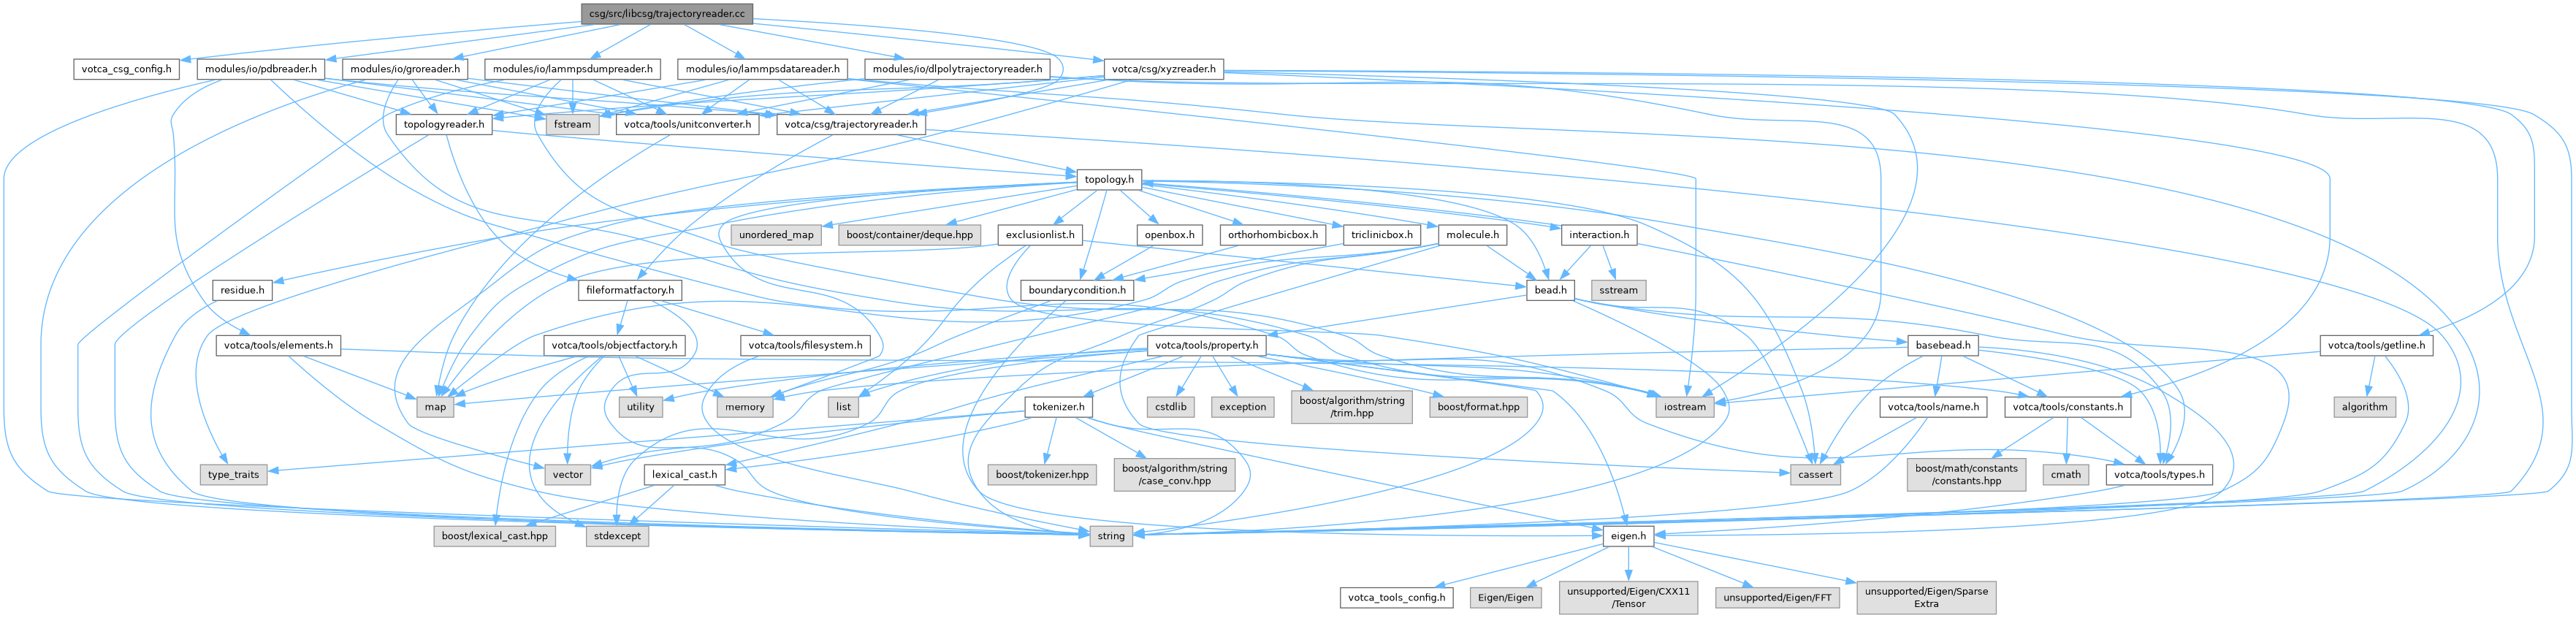 csg/src/libcsg/trajectoryreader.cc
votca_csg_config.h
modules/io/pdbreader.h
modules/io/groreader.h
modules/io/lammpsdumpreader.h
modules/io/lammpsdatareader.h
modules/io/dlpolytrajectoryreader.h
votca/csg/xyzreader.h
topologyreader.h
fstream
votca/tools/unitconverter.h
votca/csg/trajectoryreader.h
topology.h
unordered_map
boost/container/deque.hpp
exclusionlist.h
openbox.h
orthorhombicbox.h
triclinicbox.h
molecule.h
interaction.h
residue.h
fileformatfactory.h
boundarycondition.h
bead.h
sstream
votca/tools/elements.h
votca/tools/objectfactory.h
votca/tools/filesystem.h
votca/tools/property.h
basebead.h
votca/tools/getline.h
map
utility
memory
list
tokenizer.h
cstdlib
exception
boost/algorithm/string
/trim.hpp
boost/format.hpp
iostream
votca/tools/name.h
votca/tools/constants.h
algorithm
type_traits
vector
lexical_cast.h
boost/tokenizer.hpp
boost/algorithm/string
/case_conv.hpp
cassert
boost/math/constants
/constants.hpp
cmath
votca/tools/types.h
boost/lexical_cast.hpp
stdexcept
string
eigen.h
votca_tools_config.h
Eigen/Eigen
unsupported/Eigen/CXX11
/Tensor
unsupported/Eigen/FFT
unsupported/Eigen/Sparse
Extra